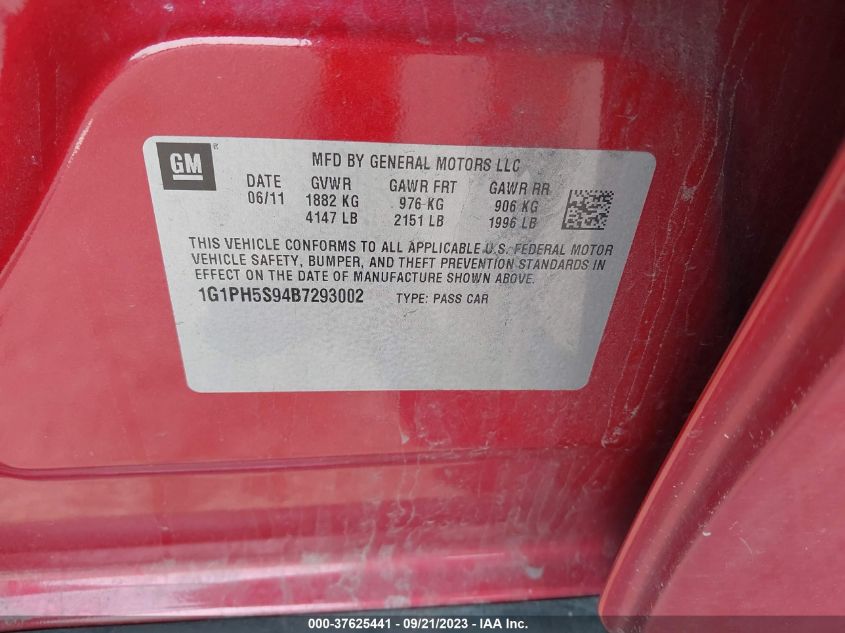 GM
MFD BY GENERAL MOTORS LLC
DATE GVWR GAWR FRT GAWR RR
06/11 1882 KG 976 KG 906 KG
4147 LB 2151 LB 1996 LB
THIS VEHICLE CONFORMS TO ALL APPLICABLE U.S. FEDERAL MOTOR
VEHICLE SAFETY, BUMPER, AND THEFT PREVENTION STANDARDS IN
EFFECT ON THE DATE OF MANUFACTURE SHOWN ABOVE.
1G1PH5S94B7293002 TYPE: PASS CAR
000-37625441 - 09/21/2023 - Copyright IAA, Inc.